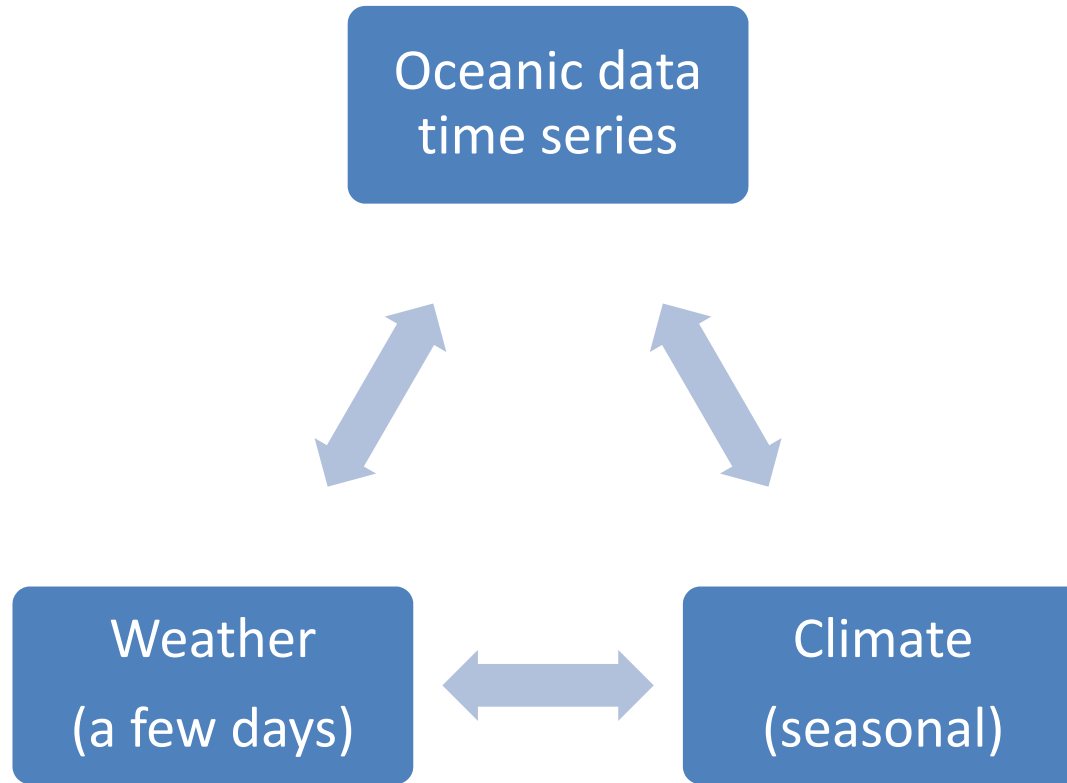 Oceanic data
time series
Weather
(a few days)
Climate
(seasonal)